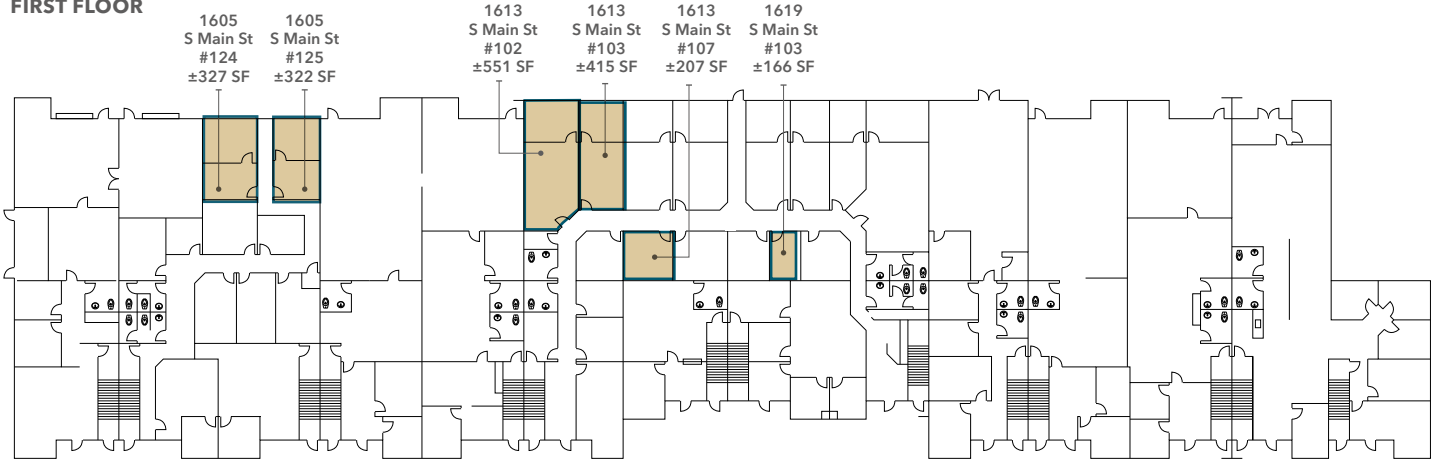 FIRST FLOOR
1605
S Main St
#124
±327 SF
1605
S Main St
#125
±322 SF
1613
S Main St
#102
±551 SF
1613
S Main St
#103
±415 SF
1613
S Main St
#107
±207 SF
1619
S Main St
#103
±166 SF